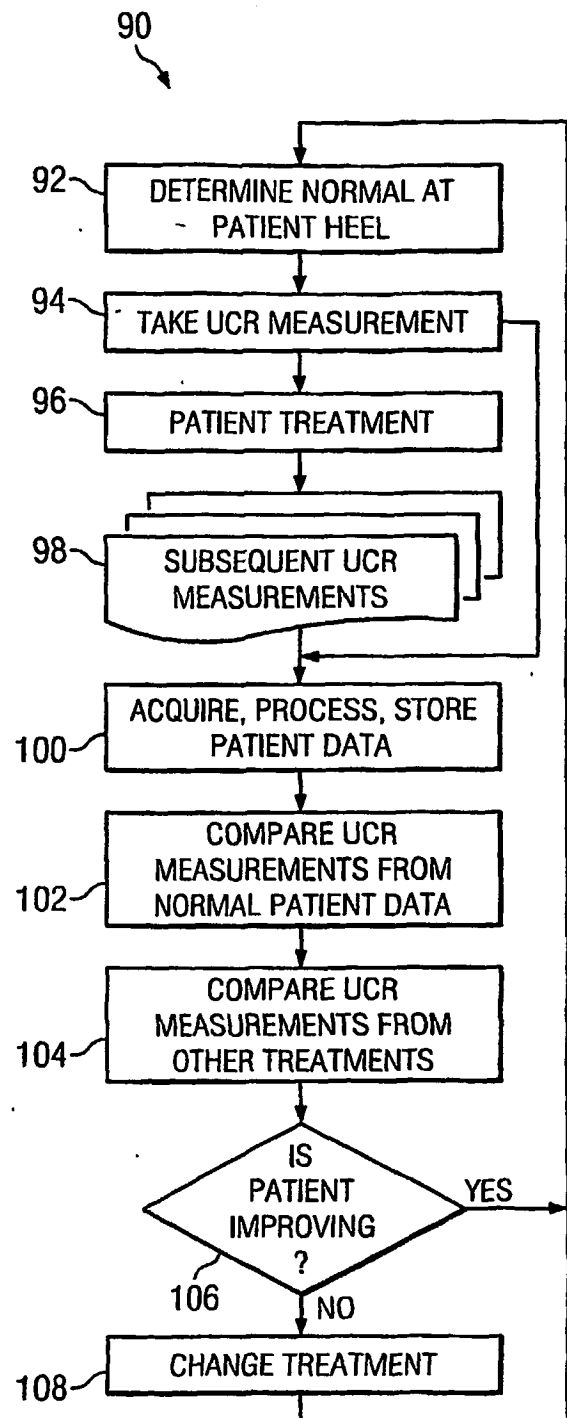 90
92
DETERMINE NORMAL AT
PATIENT HEEL
94
TAKE UCR MEASUREMENT
96
PATIENT TREATMENT
98
SUBSEQUENT UCR
MEASUREMENTS
100
ACQUIRE, PROCESS, STORE
PATIENT DATA
102
COMPARE UCR
MEASUREMENTS FROM
NORMAL PATIENT DATA
104
COMPARE UCR
MEASUREMENTS FROM
OTHER TREATMENTS
IS
PATIENT
IMPROVING
?
YES
106
NO
CHANGE TREATMENT
108